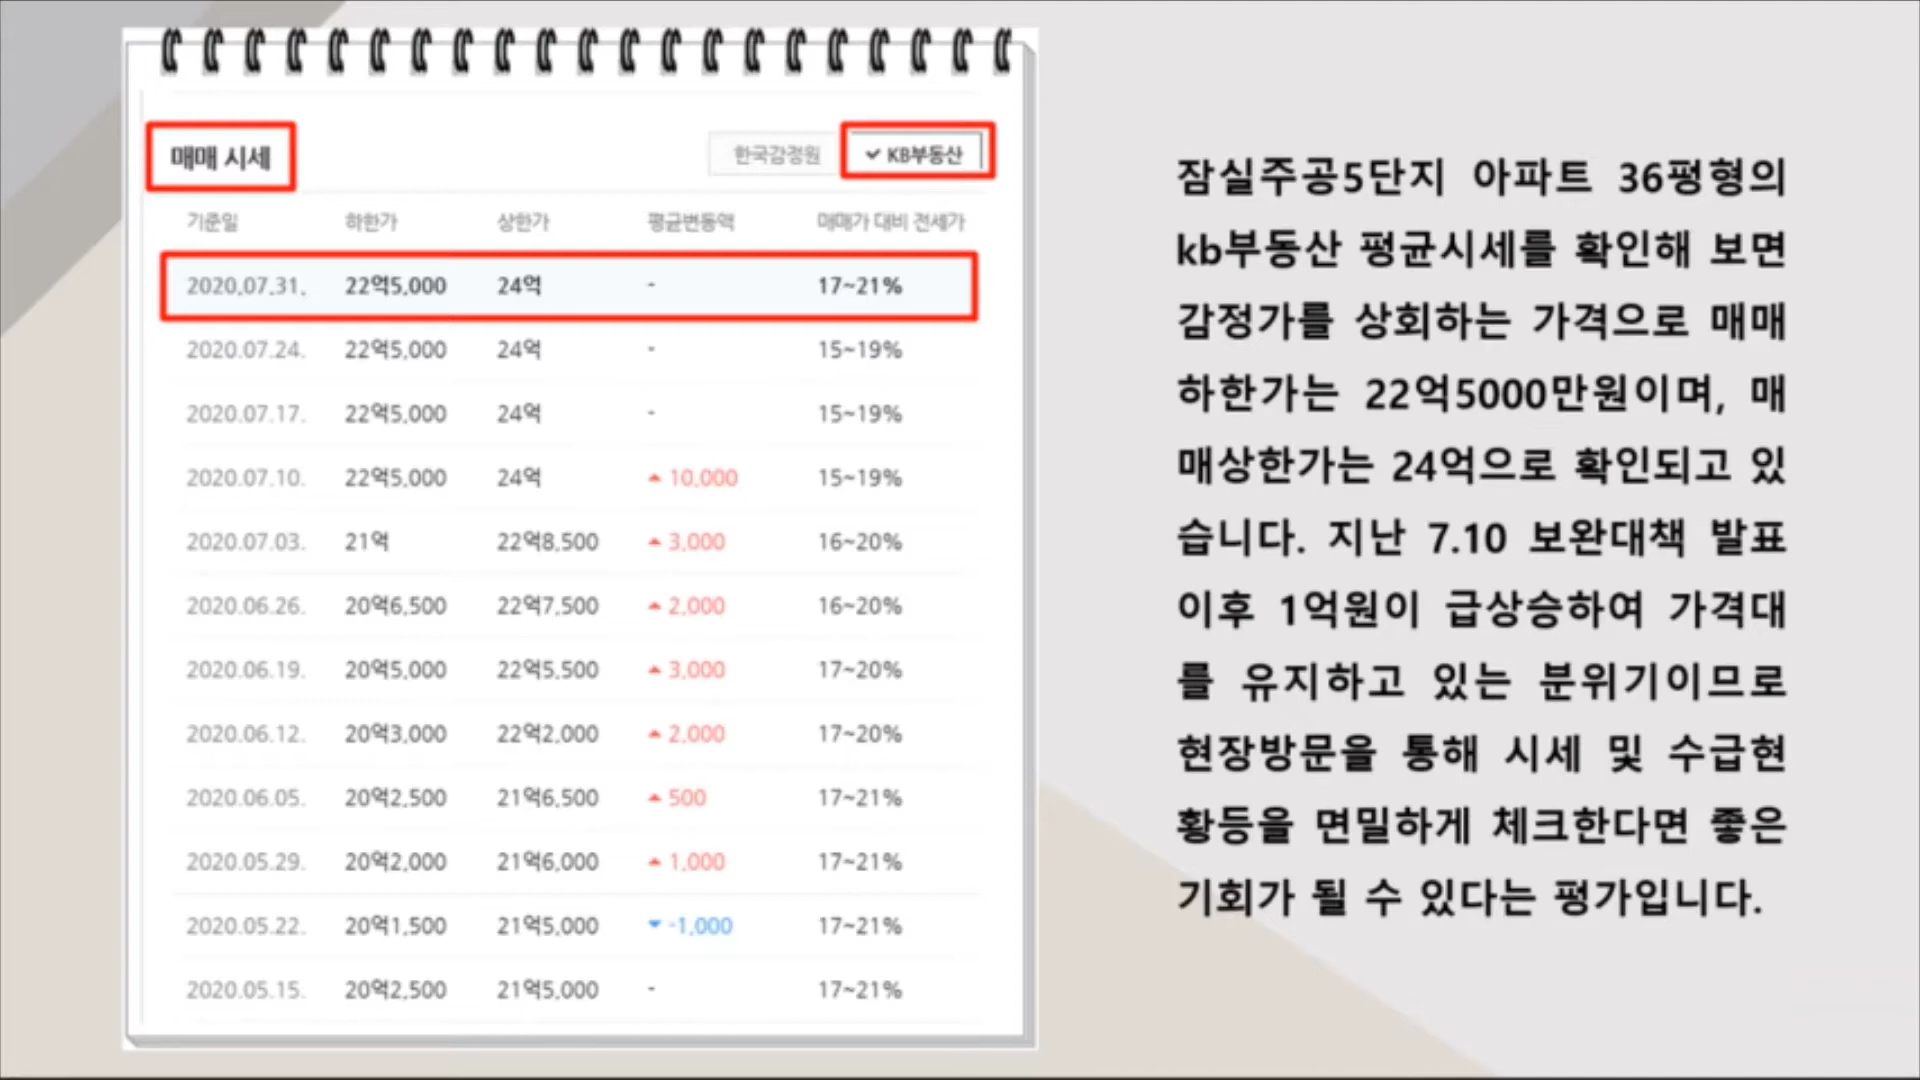 매매 시세
한국감정원 KB부동산
기준일 하한가 상한가 평균변동액 매매가 대비 전세가
2020.07.31. 22억5,000 24억 - 17~21%
2020.07.24. 22억5,000 24억 - 15~19%
2020.07.17. 22억5,000 24억 - 15~19%
2020.07.10. 22억5,000 24억 ▲ 10,000 15~19%
2020.07.03. 21억 22억8,500 ▲ 3,000 16~20%
2020.06.26. 20억6,500 22억7,500 ▲ 2,000 16~20%
2020.06.19. 20억5,000 22억5,500 ▲ 3,000 17~20%
2020.06.12. 20억3,000 22억2,000 ▲ 2,000 17~20%
2020.06.05. 20억2,500 21억6,500 ▲ 500 17~21%
2020.05.29. 20억2,000 21억6,000 ▲ 1,000 17~21%
2020.05.22. 20억1,500 21억5,000 ▼ -1,000 17~21%
2020.05.15. 20억2,500 21억5,000 - 17~21%
잠실주공5단지 아파트 36평형의
kb부동산 평균시세를 확인해 보면
감정가를 상회하는 가격으로 매매
하한가는 22억5000만원이며, 매
매상한가는 24억으로 확인되고 있
습니다. 지난 7.10 보완대책 발표
이후 1억원이 급상승하여 가격대
를 유지하고 있는 분위기이므로
현장방문을 통해 시세 및 수급현
황등을 면밀하게 체크한다면 좋은
기회가 될 수 있다는 평가입니다.